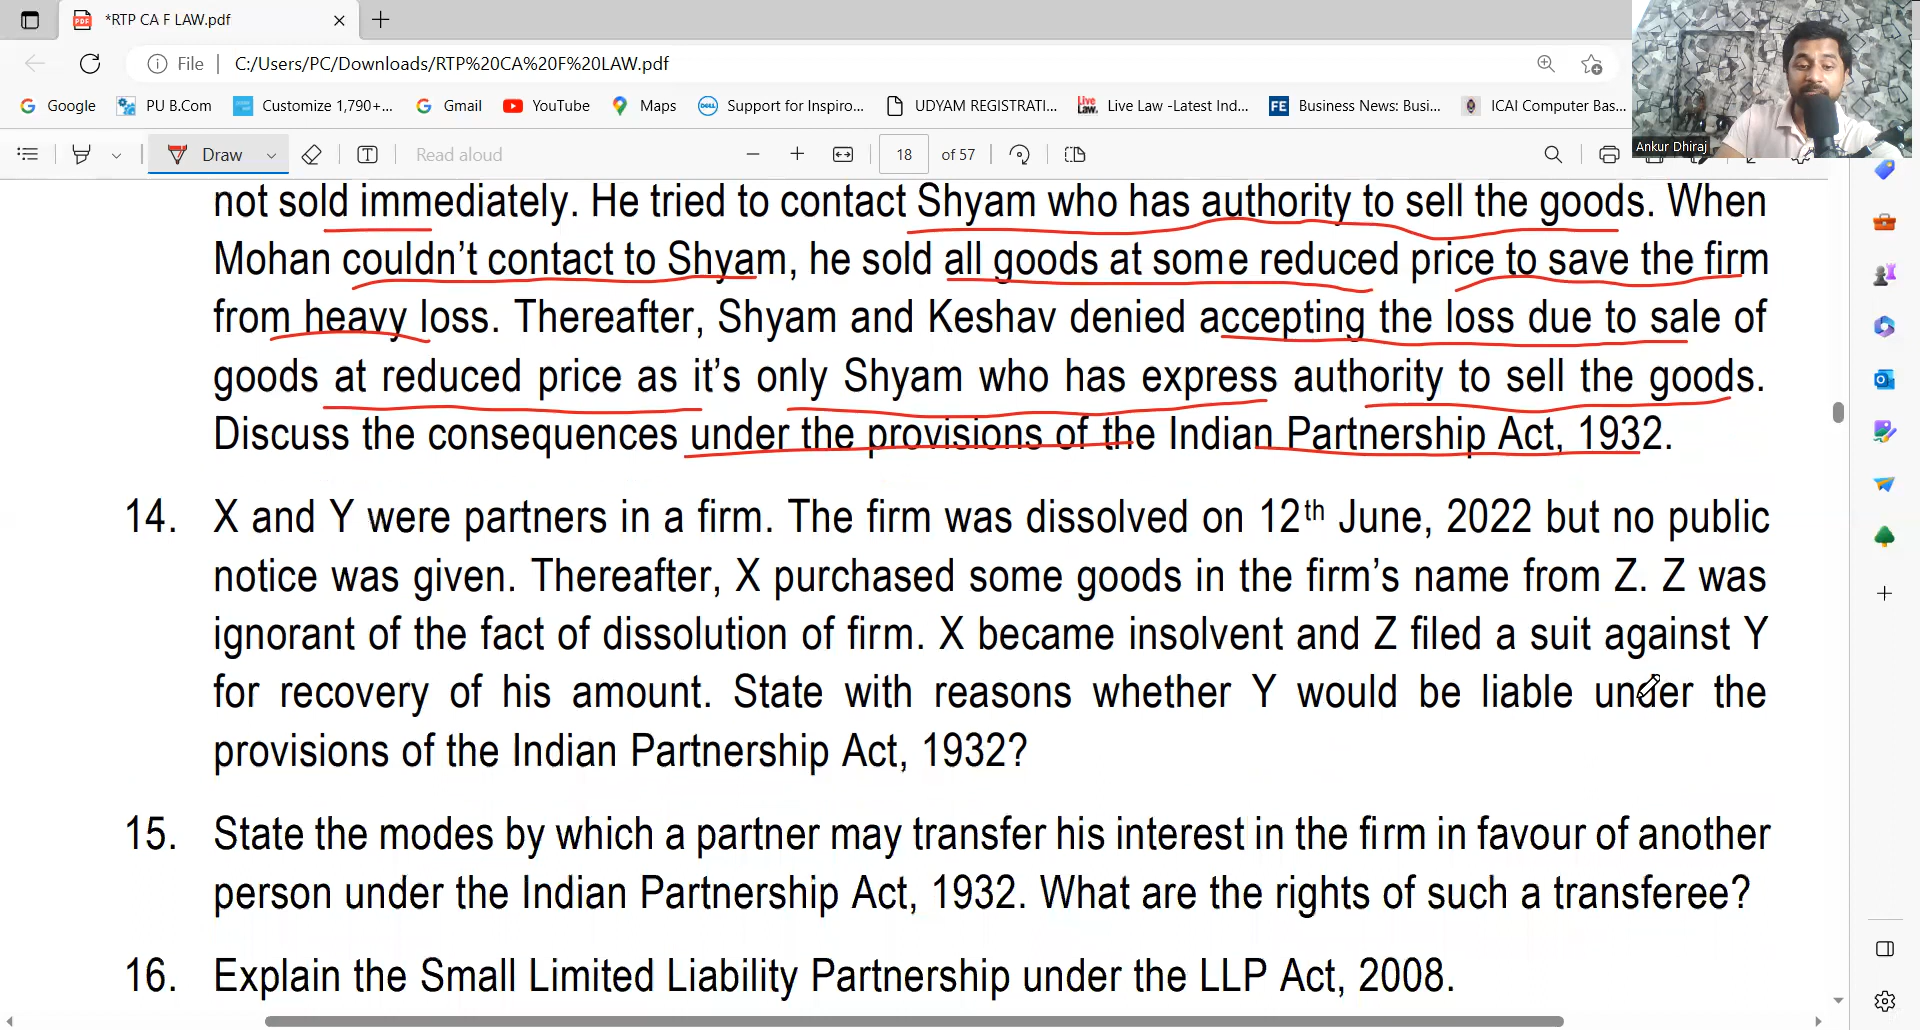 *RTP CA F LAW.pdf
File
C:/Users/PC/Downloads/RTP%20CA%20F%20LAW.pdf
Google
PU B.Com
Customize 1,790+...
Gmail
YouTube
Maps
Support for Inspiro...
UDYAM REGISTRATI...
Live Law -Latest Ind...
Business News: Busi...
ICAI Computer Bas...
Ankur Dhiraj
Draw
Read aloud
18
of 57
not sold immediately. He tried to contact Shyam who has authority to sell the goods. When
Mohan couldn't contact to Shyam, he sold all goods at some reduced price to save the firm
from heavy loss. Thereafter, Shyam and Keshav denied accepting the loss due to sale of
goods at reduced price as it's only Shyam who has express authority to sell the goods.
Discuss the consequences under the provisions of the Indian Partnership Act, 1932.
14. X and Y were partners in a firm. The firm was dissolved on 12th June, 2022 but no public
notice was given. Thereafter, X purchased some goods in the firm's name from Z. Z was
ignorant of the fact of dissolution of firm. X became insolvent and Z filed a suit against Y
for recovery of his amount. State with reasons whether Y would be liable under the
provisions of the Indian Partnership Act, 1932?
15. State the modes by which a partner may transfer his interest in the firm in favour of another
person under the Indian Partnership Act, 1932. What are the rights of such a transferee?
16. Explain the Small Limited Liability Partnership under the LLP Act, 2008.